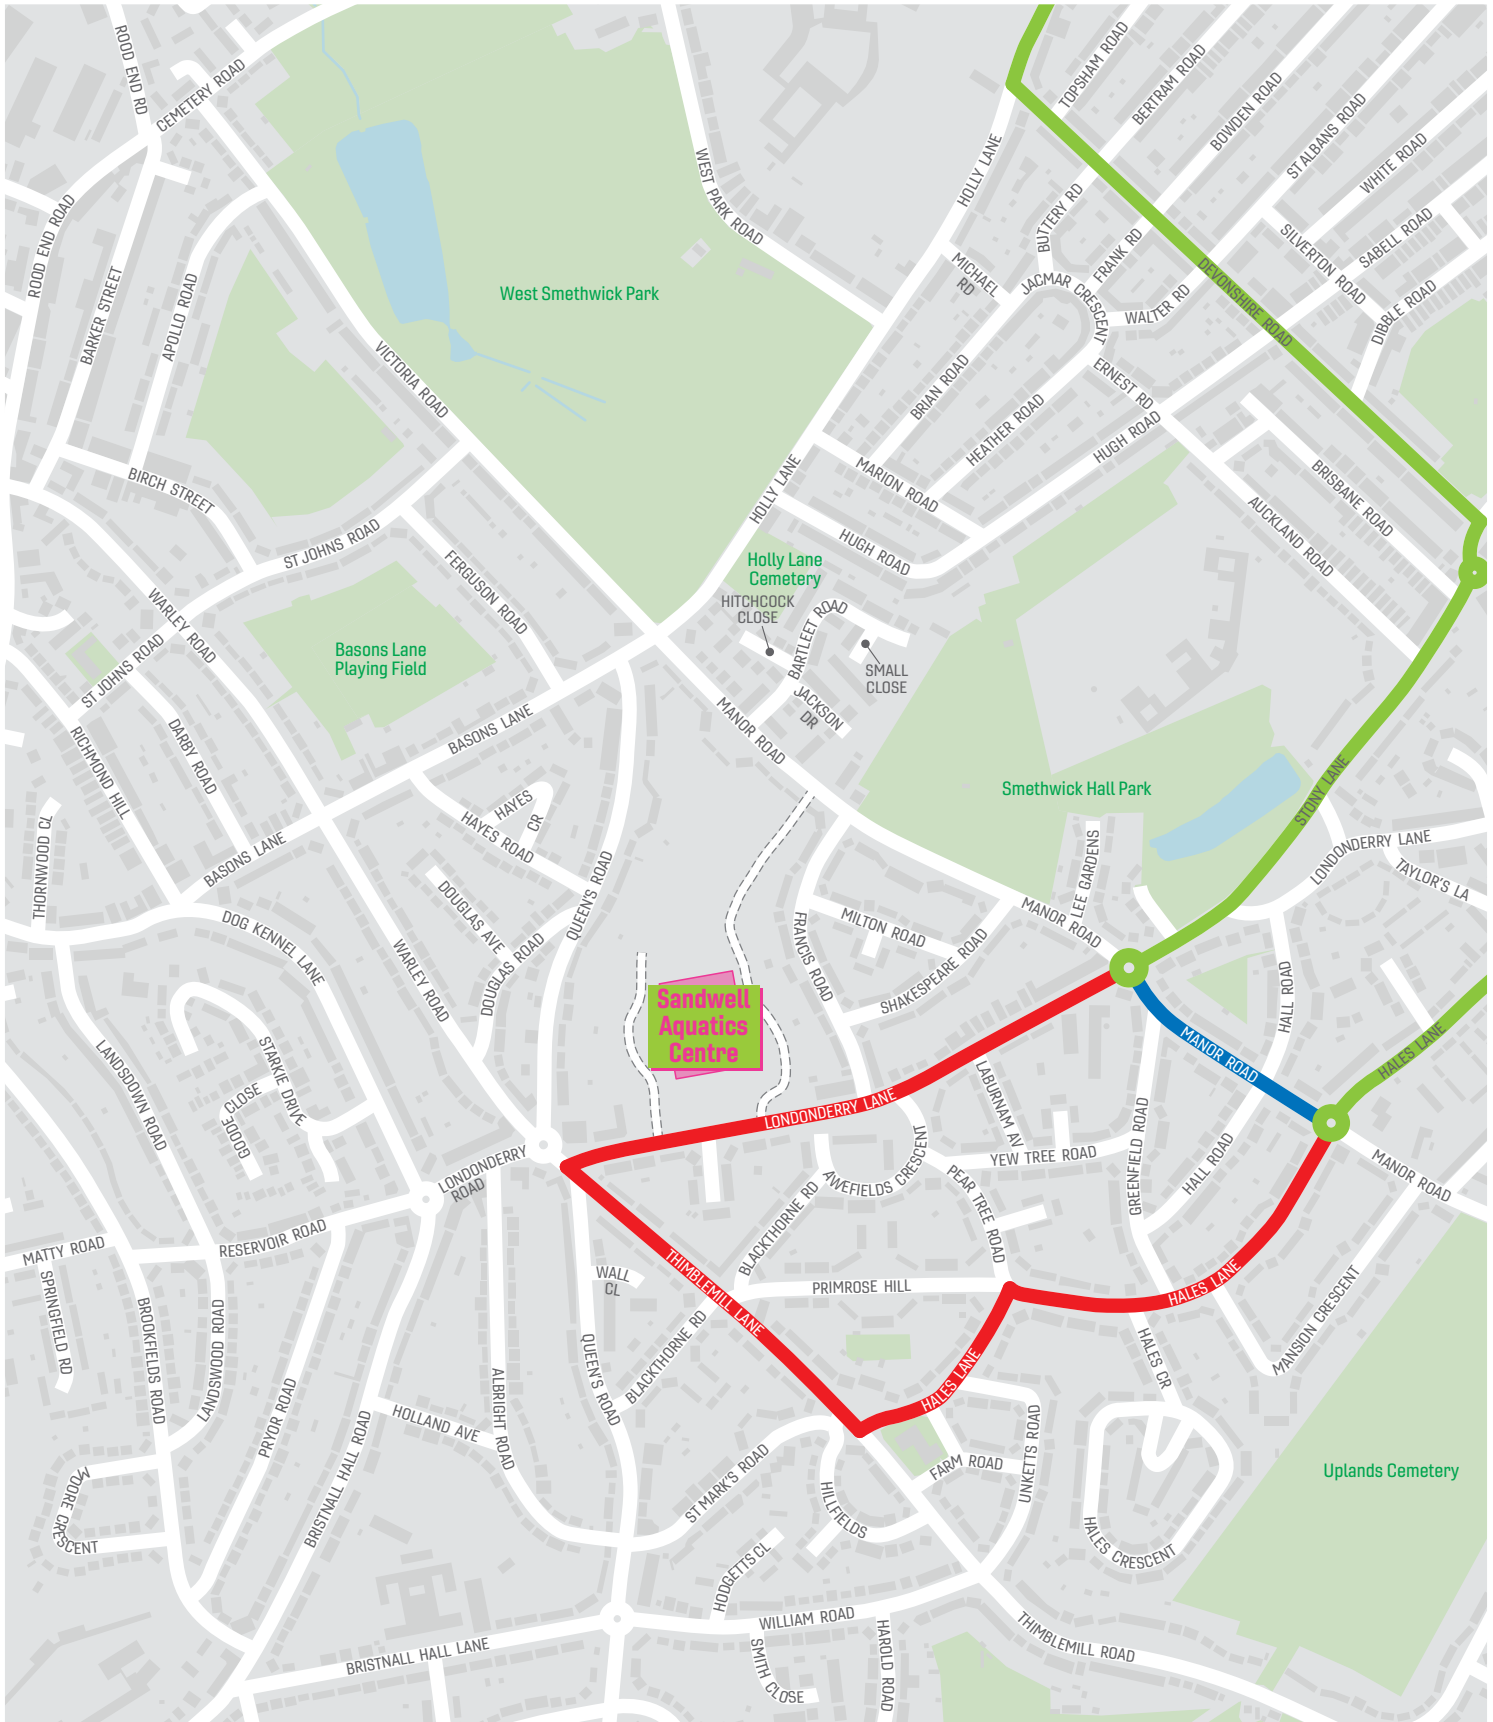 ROOD END RD
CEMETERY ROAD
TOPSHAM ROAD
BERTRAM ROAD
BOWDEN ROAD
ST ALBANS ROAD
WHITE ROAD
HOLLY LANE
WEST PARK ROAD
ROOD END ROAD
BUTTERY RD
FRANK RD
SILVERTON ROAD
SABELL ROAD
MICHAEL
RD
JACMAR CRESCENT
DEVONSHIRE ROAD
BARKER STREET
APOLLO ROAD
West Smethwick Park
WALTER RD
DIBBLE ROAD
VICTORIA ROAD
BRIAN ROAD
ERNEST RD
HEATHER ROAD
HUGH ROAD
BIRCH STREET
HOLLY LANE
MARION ROAD
BRISBANE ROAD
AUCKLAND ROAD
ST JOHNS ROAD
HUGH ROAD
FERGUSON ROAD
Holly Lane
Cemetery
HITCHCOCK
CLOSE
BARTLEET ROAD
WARLEY ROAD
Basons Lane
Playing Field
SMALL
CLOSE
ST JOHNS ROAD
JACKSON
DR
MANOR ROAD
DARBY ROAD
RICHMOND HILL
BASONS LANE
Smethwick Hall Park
STONY LANE
HAYES
CR
HAYES ROAD
LONDONDERRY LANE
TAYLOR'S LA
THORNWOOD CL
BASONS LANE
DOUGLAS AVE
QUEEN'S ROAD
LEE GARDENS
MANOR ROAD
DOG KENNEL LANE
WARLEY ROAD
DOUGLAS ROAD
FRANCIS ROAD
MILTON ROAD
SHAKESPEARE ROAD
HALL ROAD
Sandwell
Aquatics
Centre
MANOR ROAD
HALES LANE
LANDSDOWN ROAD
STARKIE DRIVE
GOODE
CLOSE
LONDONDERRY LANE
LABURNAM AV
GREENFIELD ROAD
YEW TREE ROAD
HALL ROAD
MANOR ROAD
LONDONDERRY
ROAD
AWEFIELDS CRESCENT
PEAR TREE ROAD
BLACKTHORNE RD
MATTY ROAD
RESERVOIR ROAD
SPRINGFIELD RD
BROOKFIELDS ROAD
LANDSWOOD ROAD
WALL
CL
THIMBLEMILL LANE
PRIMROSE HILL
HALES LANE
MANSION CRESCENT
HALES CR
PRYOR ROAD
ALBRIGHT ROAD
QUEEN'S ROAD
BLACKTHORNE RD
HALES LANE
HOLLAND AVE
BRISTNALL HALL ROAD
MOORE CRESCENT
ST MARK'S ROAD
HILLFIELDS
FARM ROAD
UNKETTS ROAD
HALES CRESCENT
Uplands Cemetery
HODGETTS CL
WILLIAM ROAD
BRISTNALL HALL LANE
SMITH CLOSE
HAROLD ROAD
THIMBLEMILL ROAD